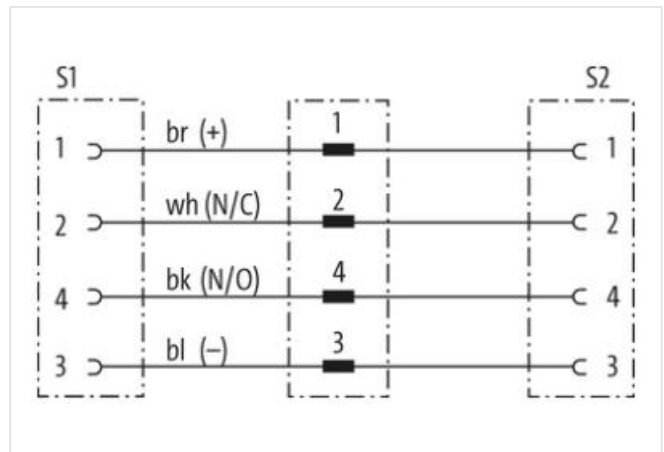 S1 S2
1 br (+) 1 1
2 wh (N/C) 2 2
4 bk (N/O) 4 4
3 bl (–) 3 3